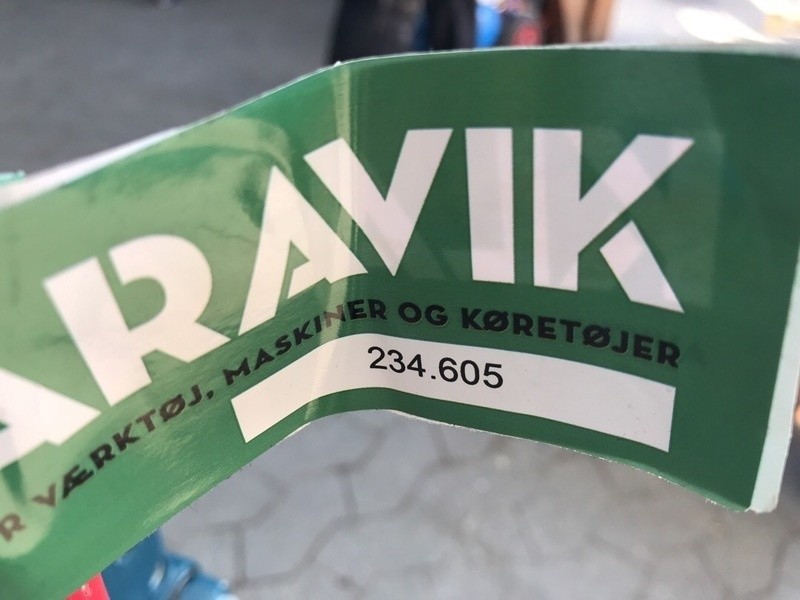 ARAVIK
R VÆRKTØJ, MASKINER OG KØRETØJER
234.605